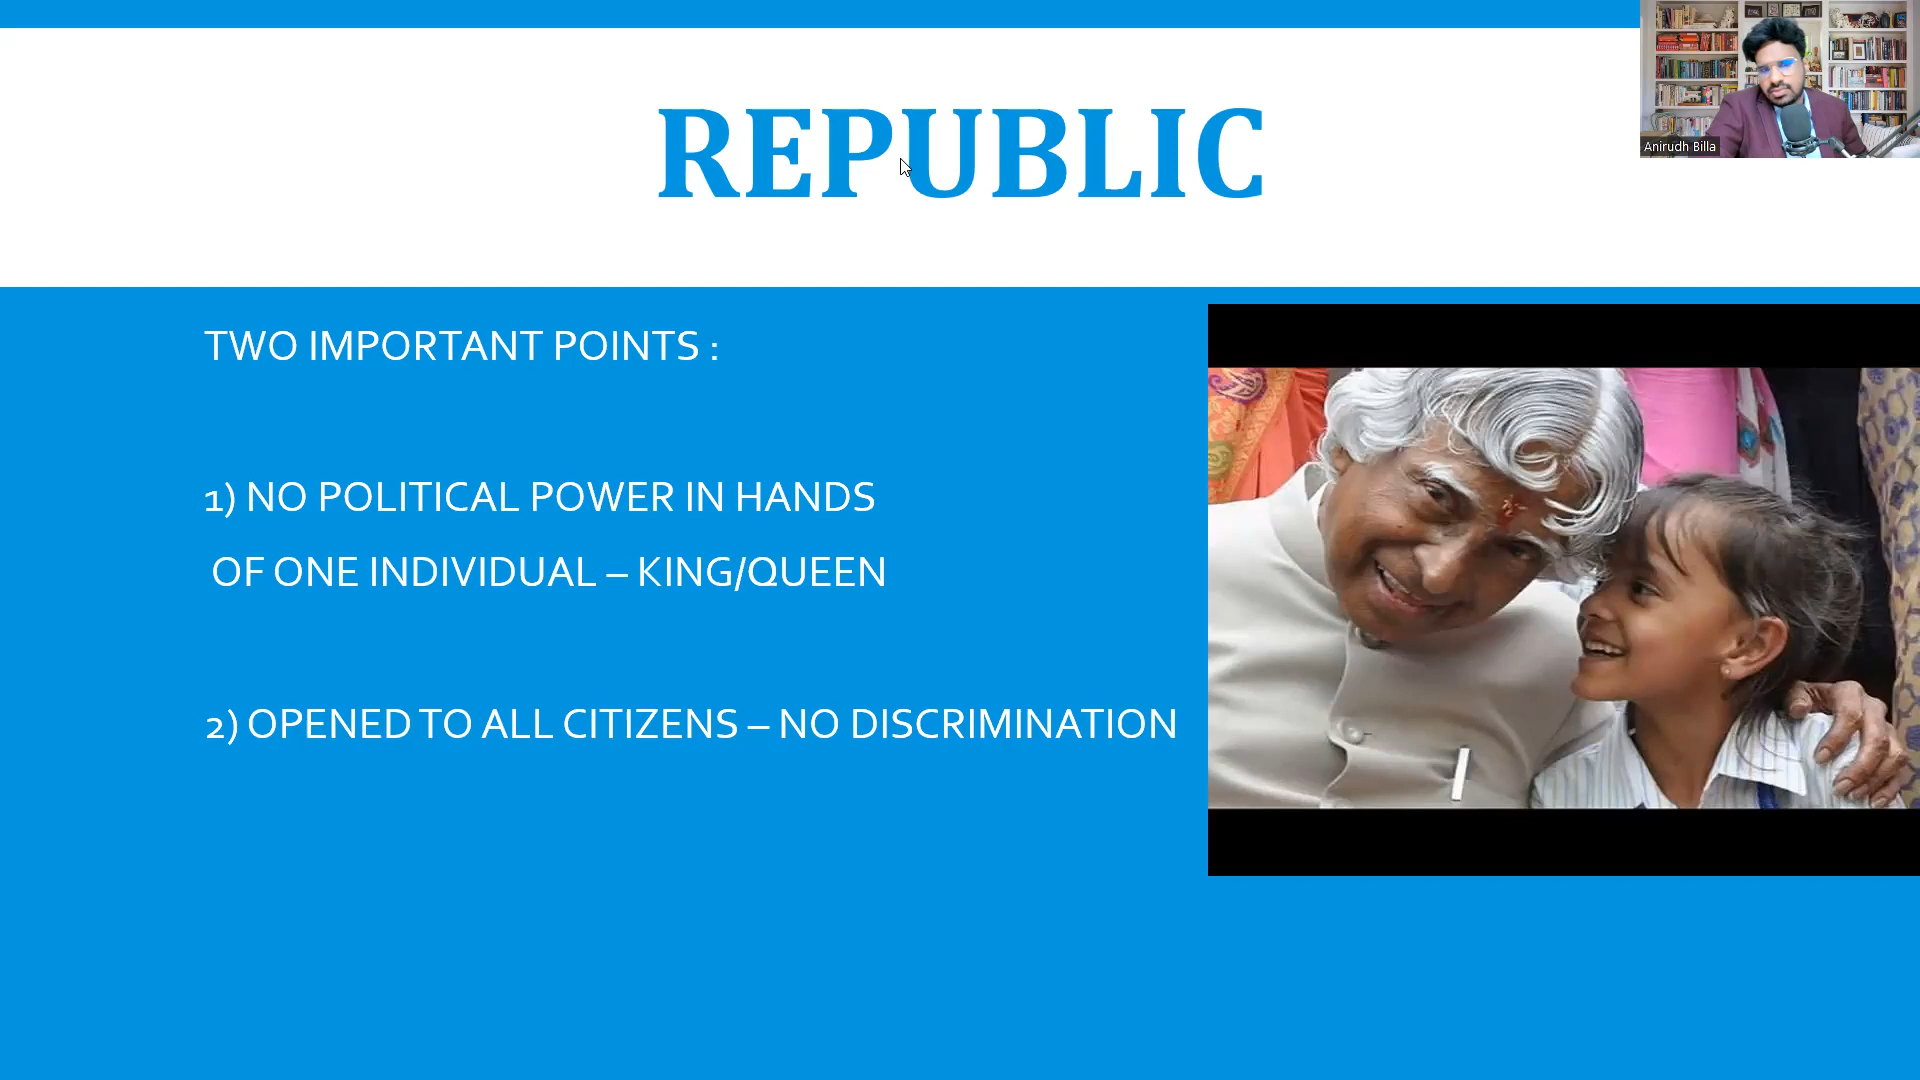 REPUBLIC
Anirudh Billa
TWO IMPORTANT POINTS :
1) NO POLITICAL POWER IN HANDS
OF ONE INDIVIDUAL – KING/QUEEN
2) OPENED TO ALL CITIZENS – NO DISCRIMINATION